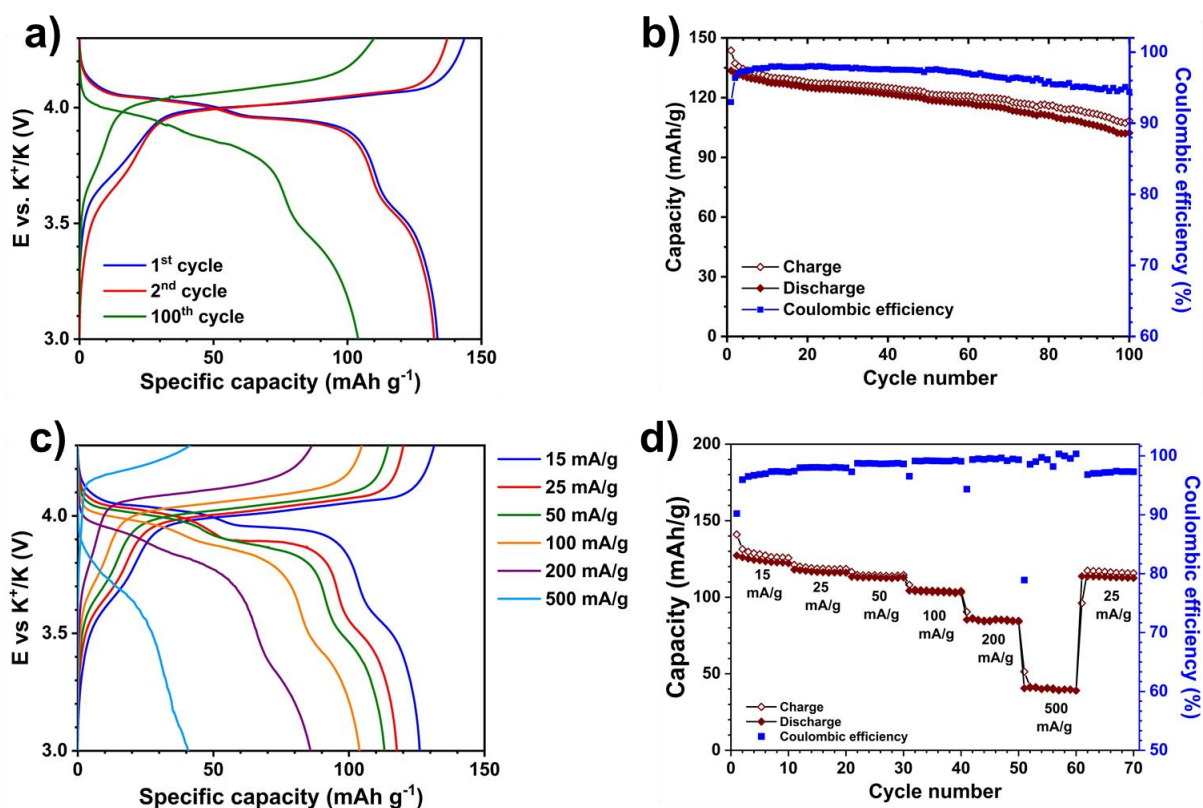 a)
E vs. K⁺/K (V)
4.0
3.5
3.0
1ˢᵗ cycle
2ⁿᵈ cycle
100ᵗʰ cycle
0 50 100 150
Specific capacity (mAh g⁻¹)
b)
Capacity (mAh/g)
150
120
90
60
30
0
Charge
Discharge
Coulombic efficiency
0 20 40 60 80 100
Cycle number
100
98
90
80
70
68
60
Coulombic efficiency (%)
c)
E vs K⁺/K (V)
4.0
3.5
3.0
0 50 100 150
Specific capacity (mAh g⁻¹)
15 mA/g
25 mA/g
50 mA/g
100 mA/g
200 mA/g
500 mA/g
d)
Capacity (mAh/g)
200
150
100
50
0
15
mA/g
25
mA/g
50
mA/g
100
mA/g
200
mA/g
500
mA/g
25
mA/g
Charge
Discharge
Coulombic efficiency
0 10 20 30 40 50 60 70
Cycle number
100
90
80
70
60
50
Coulombic efficiency (%)